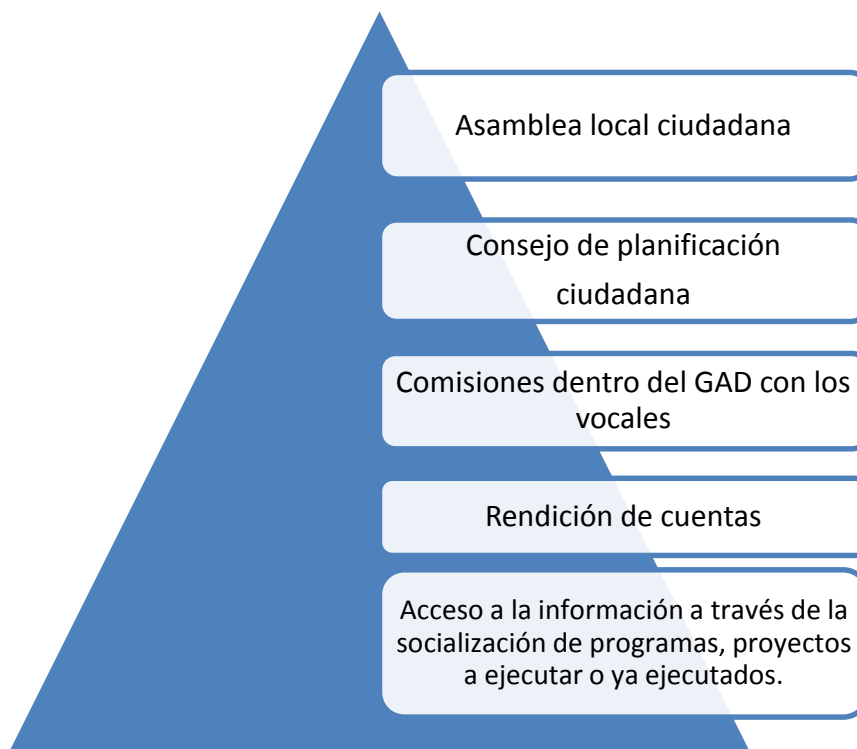 Asamblea local ciudadana
Consejo de planificación
ciudadana
Comisiones dentro del GAD con los
vocales
Rendición de cuentas
Acceso a la información a través de la
socialización de programas, proyectos
a ejecutar o ya ejecutados.